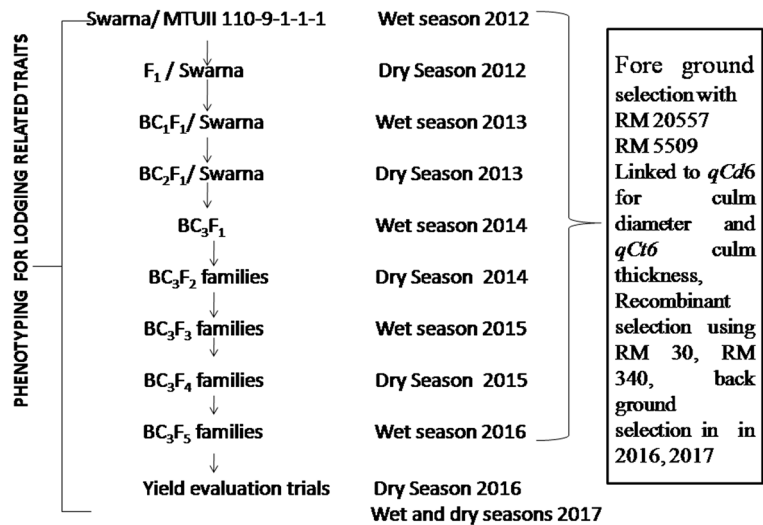 PHENOTYPING FOR LODGING RELATED TRAITS
Swarna/ MTUII 110-9-1-1-1 Wet season 2012
F₁ / Swarna Dry Season 2012
BC₁F₁/ Swarna Wet season 2013
BC₂F₁/ Swarna Dry Season 2013
BC₃F₁ Wet season 2014
BC₃F₂ families Dry Season 2014
BC₃F₃ families Wet season 2015
BC₃F₄ families Dry Season 2015
BC₃F₅ families Wet season 2016
Yield evaluation trials Dry Season 2016
Wet and dry seasons 2017
Fore ground
selection with
RM 20557
RM 5509
Linked to qCd6
for culm
diameter and
qCt6 culm
thickness,
Recombinant
selection using
RM 30, RM
340, back
ground
selection in in
2016, 2017